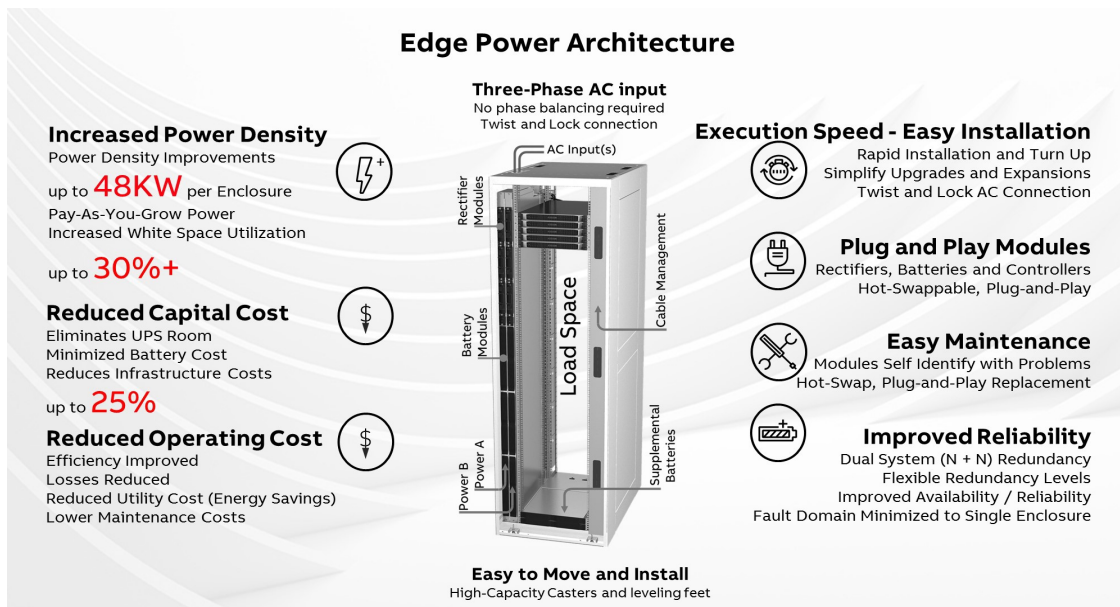 Edge Power Architecture
Three-Phase AC input
No phase balancing required
Twist and Lock connection
Increased Power Density
Power Density Improvements
up to 48KW per Enclosure
Pay-As-You-Grow Power
Increased White Space Utilization
up to 30%+
Reduced Capital Cost
Eliminates UPS Room
Minimized Battery Cost
Reduces Infrastructure Costs
up to 25%
Reduced Operating Cost
Efficiency Improved
Losses Reduced
Reduced Utility Cost (Energy Savings)
Lower Maintenance Costs
AC Input(s)
Rectifier
Modules
Battery
Modules
Power B
Power A
Load Space
Cable Management
Supplemental
Batteries
Easy to Move and Install
High-Capacity Casters and leveling feet
Execution Speed - Easy Installation
Rapid Installation and Turn Up
Simplify Upgrades and Expansions
Twist and Lock AC Connection
Plug and Play Modules
Rectifiers, Batteries and Controllers
Hot-Swappable, Plug-and-Play
Easy Maintenance
Modules Self Identify with Problems
Hot-Swap, Plug-and-Play Replacement
Improved Reliability
Dual System (N + N) Redundancy
Flexible Redundancy Levels
Improved Availability / Reliability
Fault Domain Minimized to Single Enclosure